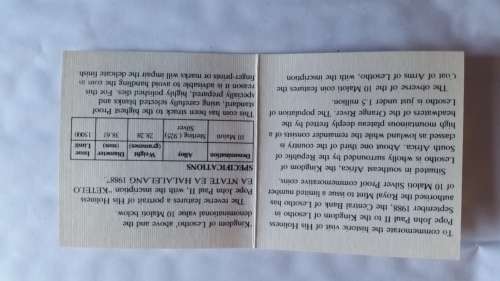 To commemorate the historic visit of His Holiness
Pope John Paul II to the Kingdom of Lesotho in
September 1988, the Central Bank of Lesotho has
authorised the Royal Mint to issue a limited number
of 10 Maloti Silver Proof commemorative coin.
Situated in southeast Africa, the Kingdom of
Lesotho is wholly surrounded by the Republic of
South Africa. About one third of the country is
classed as lowland while the remainder consists of a
high mountainous plateau deeply fretted by the
headwaters of the Orange River. The population of
Lesotho is just under 1.5 million.
The obverse of the 10 Maloti coin features the
Coat of Arms of Lesotho, with the inscription
Kingdom of Lesotho, above and the
denominational value 10 Maloti, below.
The reverse features a portrait of His Holiness
Pope John Paul II, with the inscription "KETELO
EA NTATE EA HALALELANG 1988".
SPECIFICATIONS
Denomination Alloy Weight Diameter Issue
(grammes) (mm) Limit
10 Maloti Sterling (.925) 28.28 38.61
Silver
This coin has been struck to the highest Proof
standard, using carefully selected blanks and
specially prepared, highly polished dies. For this
reason it is advisable to avoid handling the coin as
finger-prints or marks will impair the delicate finish